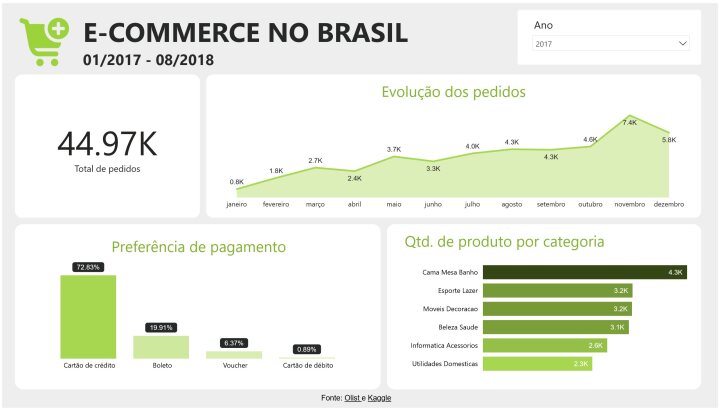 E-COMMERCE NO BRASIL
01/2017 - 08/2018
Ano
2017
44.97K
Total de pedidos
Evolução dos pedidos
0.8K 1.8K 2.7K 2.4K 3.7K 3.3K 4.0K 4.3K 4.3K 4.6K 7.4K 5.8K
janeiro fevereiro março abril maio junho julho agosto setembro outubro novembro dezembro
Preferência de pagamento
72.83% 19.91% 6.37% 0.89%
Cartão de crédito Boleto Voucher Cartão de débito
Qtd. de produto por categoria
Cama Mesa Banho 4.3K
Esporte Lazer 3.2K
Moveis Decoracao 3.2K
Beleza Saude 3.1K
Informatica Acessorios 2.6K
Utilidades Domesticas 2.3K
Fonte: Olist e Kaggle